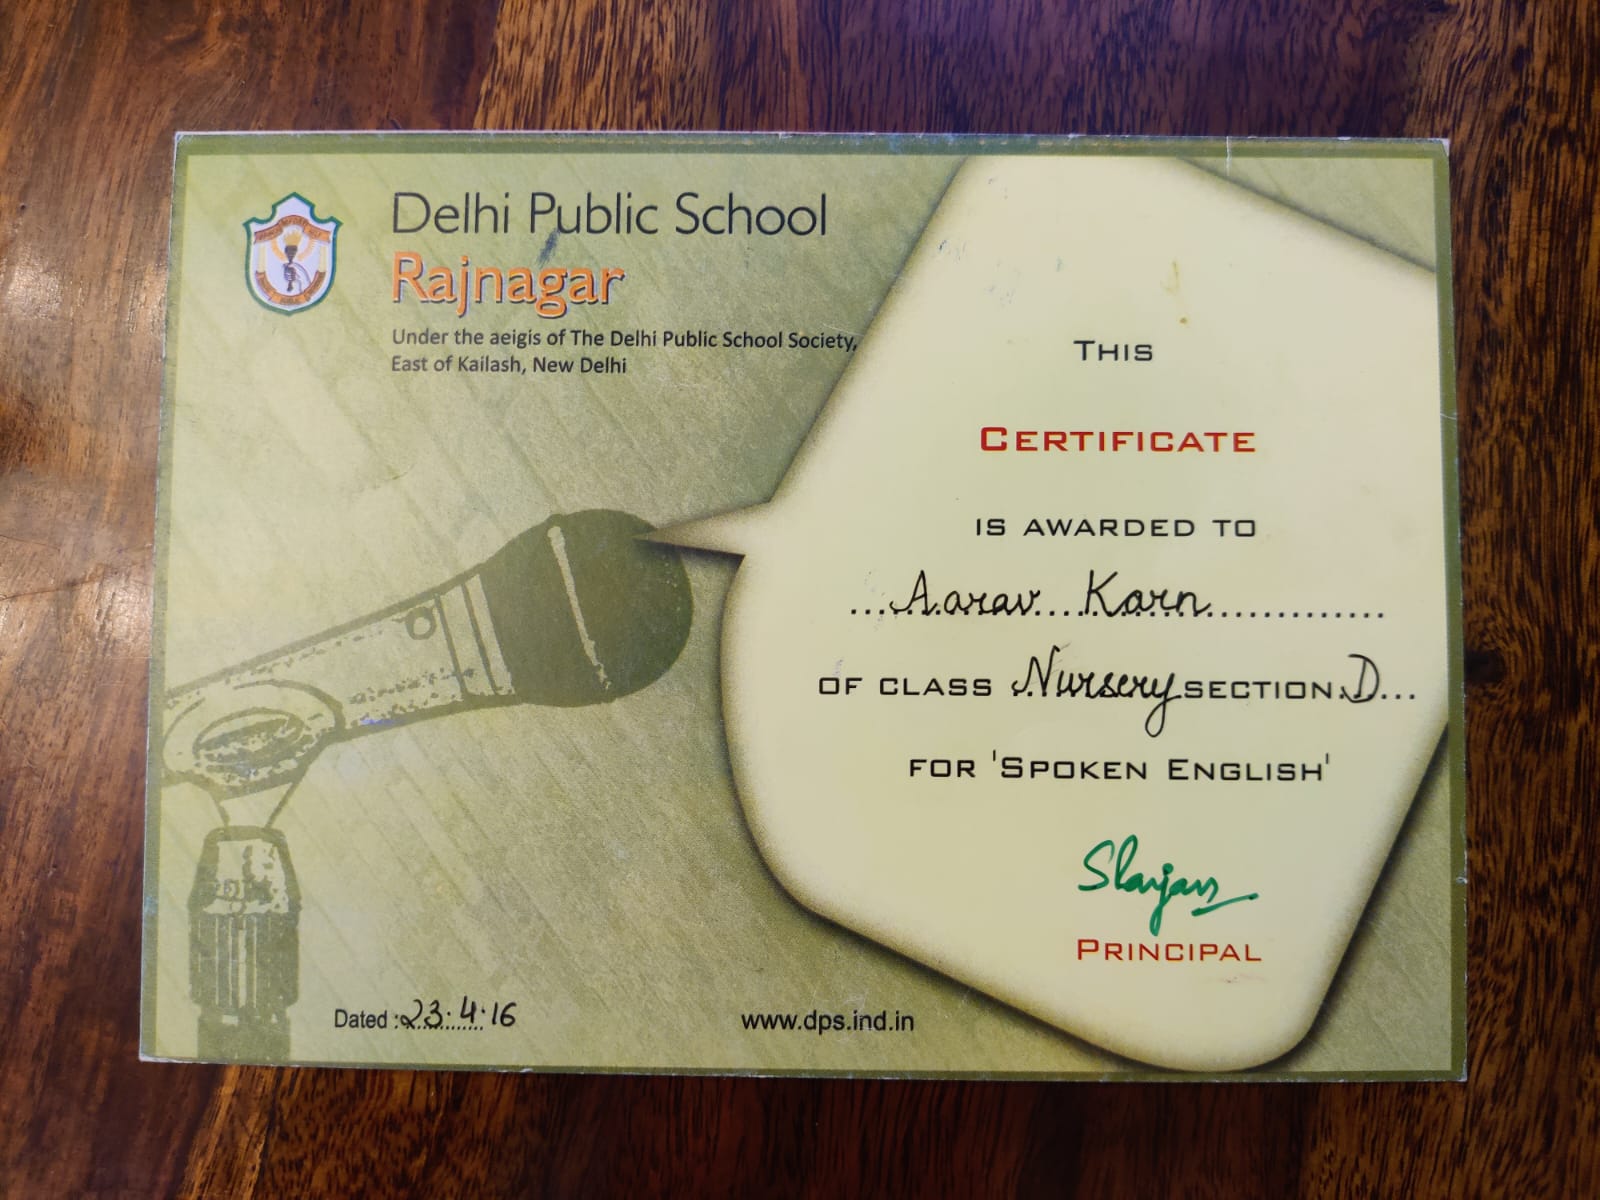 Delhi Public School
Rajnagar
Under the aeigis of The Delhi Public School Society,
East of Kailash, New Delhi
THIS
CERTIFICATE
IS AWARDED TO
...Aarav....Karn..............
OF CLASS Nursery SECTION.D...
FOR 'SPOKEN ENGLISH'
PRINCIPAL
Dated :23.4.16
www.dps.ind.in